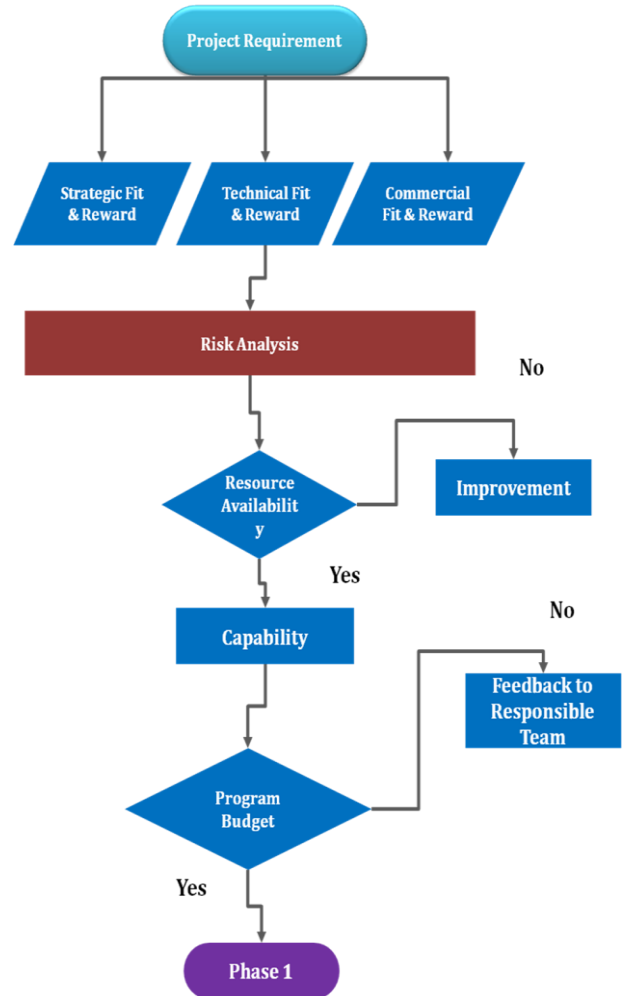 Project Requirement
Strategic Fit
& Reward
Technical Fit
& Reward
Commercial
Fit & Reward
Risk Analysis
No
Resource
Availabilit
y
Improvement
Yes
Capability
No
Feedback to
Responsible
Team
Program
Budget
Yes
Phase 1